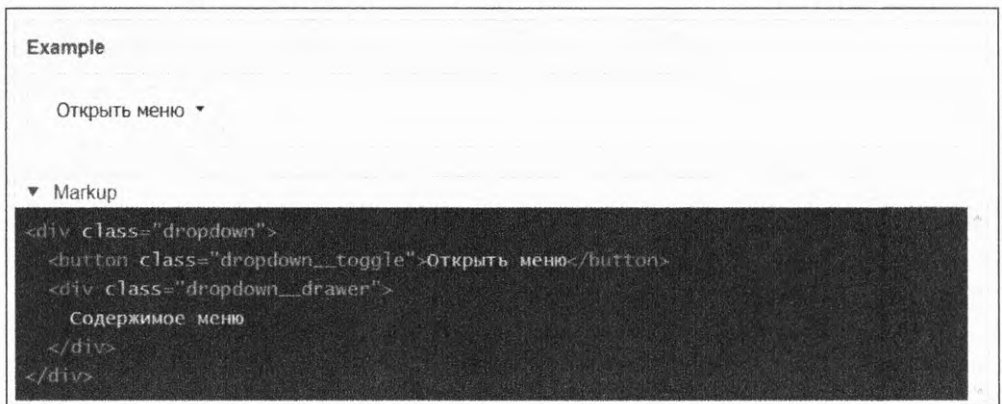 Example
Открыть меню ▾
▼ Markup
<div class="dropdown">
<button class="dropdown__toggle">Открыть меню</button>
<div class="dropdown__drawer">
Содержимое меню
</div>
</div>